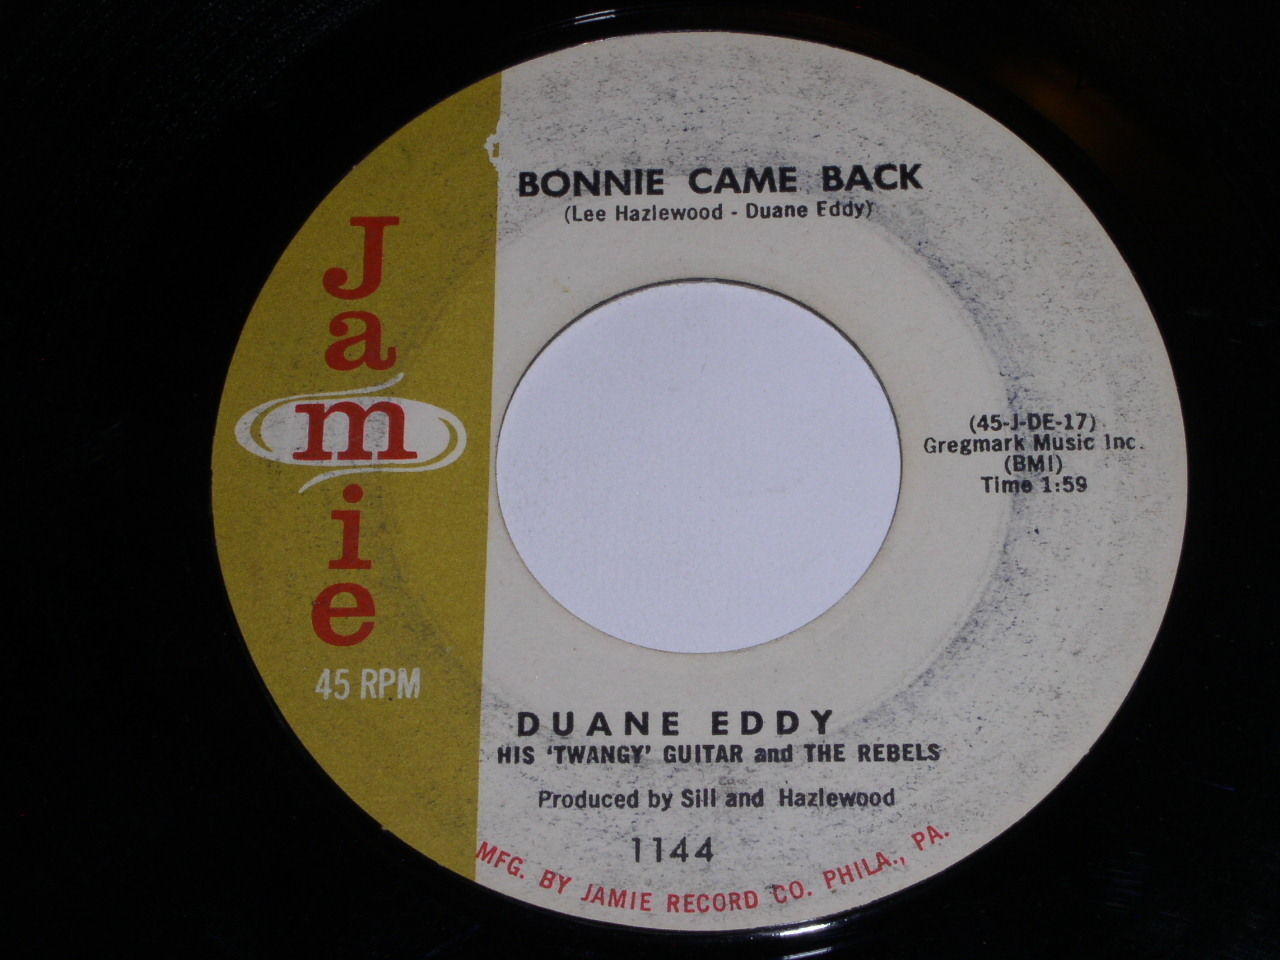 Jamie
45 RPM
BONNIE CAME BACK
(Lee Hazlewood - Duane Eddy)
(45-J-DE-17)
Gregmark Music Inc.
(BMI)
Time 1:59
DUANE EDDY
HIS 'TWANGY' GUITAR and THE REBELS
Produced by Sill and Hazlewood
1144
MFG. BY JAMIE RECORD CO. PHILA., PA.